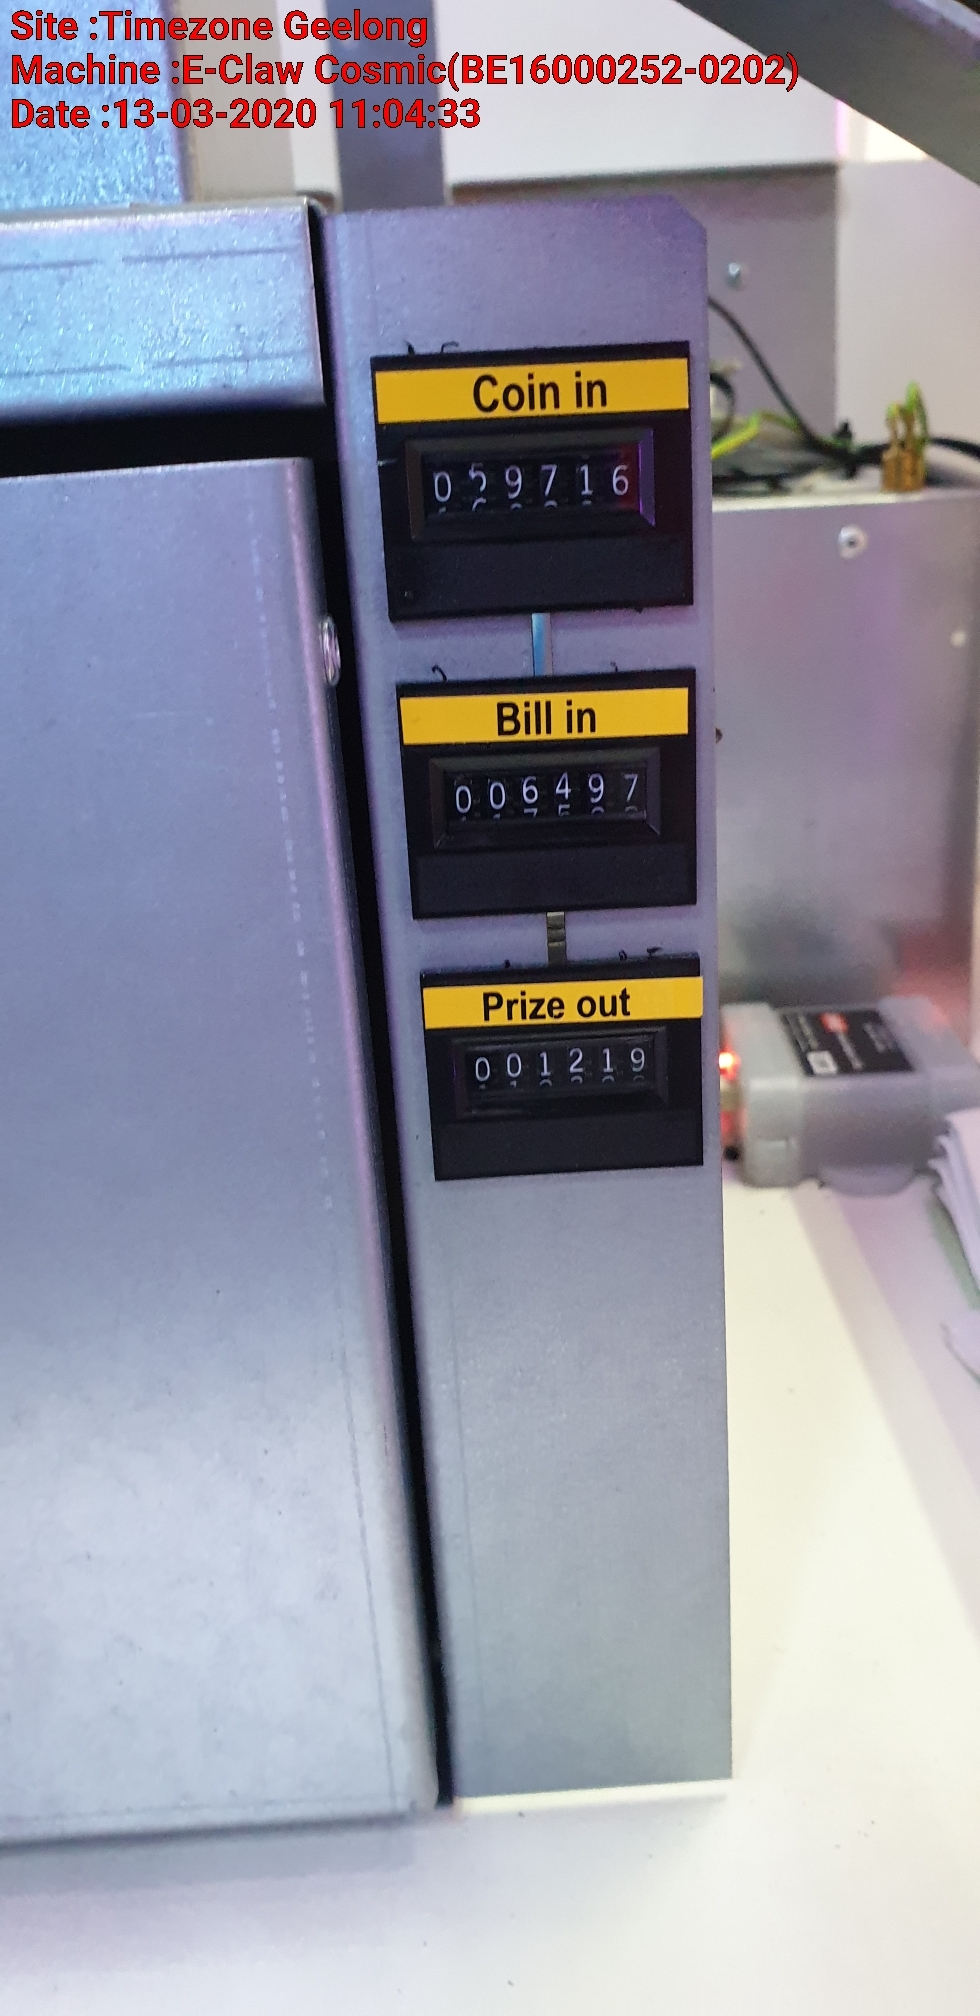 Site :Timezone Geelong
Machine :E-Claw Cosmic(BE16000252-0202)
Date :13-03-2020 11:04:33
Coin in
059716
Bill in
006497
Prize out
001219